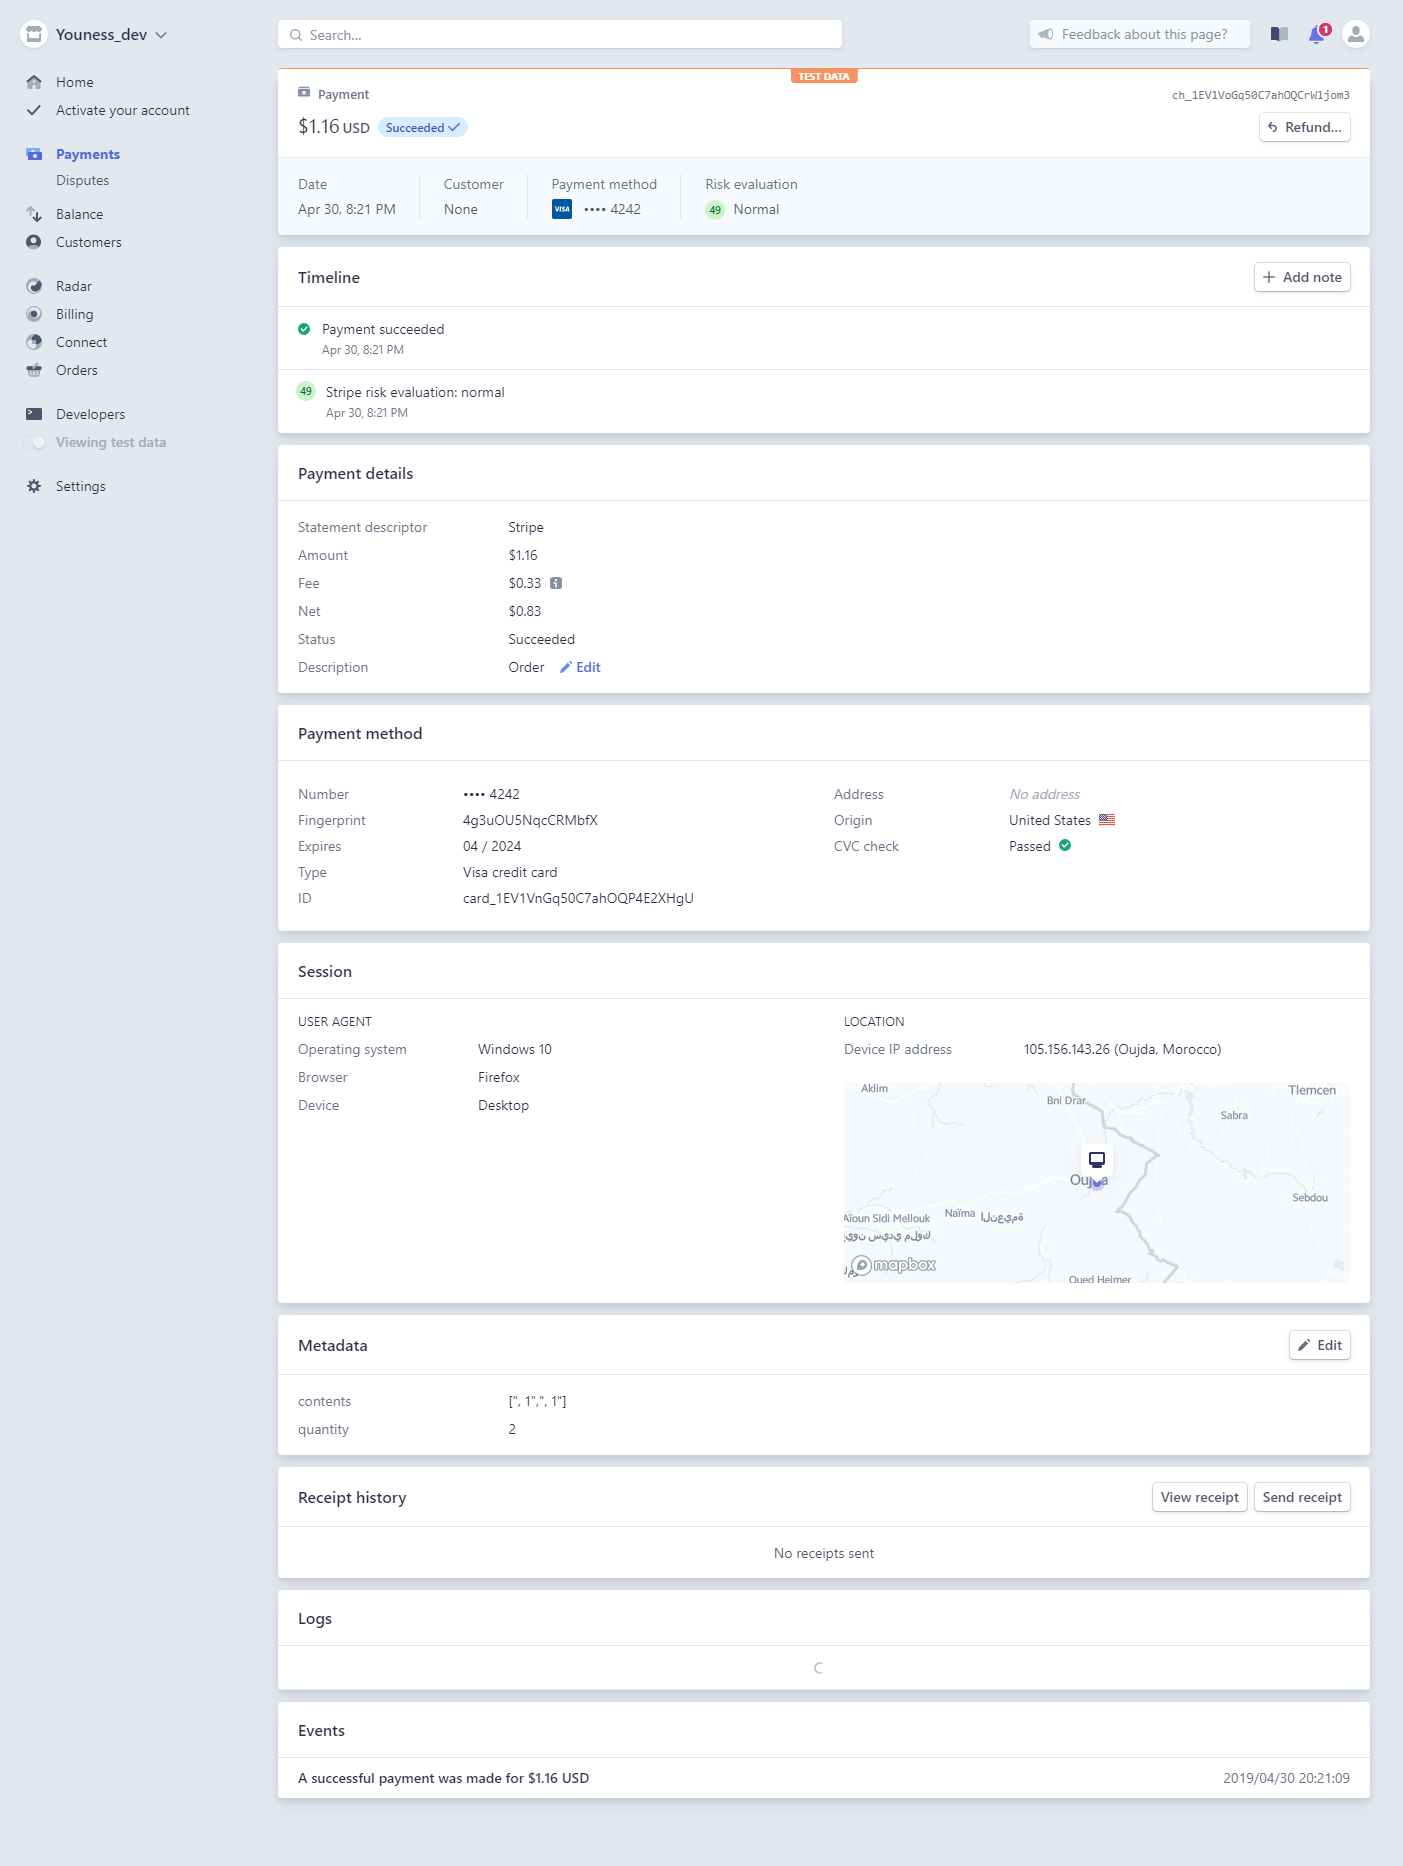 Youness_dev
Search...
Feedback about this page?
1
Home
Activate your account
Payments
Disputes
Balance
Customers
Radar
Billing
Connect
Orders
Developers
Viewing test data
Settings
TEST DATA
Payment
ch_1EV1VoGq50C7ahOQCrW1jom3
$1.16 USD Succeeded
Refund...
Date
Apr 30, 8:21 PM
Customer
None
Payment method
VISA •••• 4242
Risk evaluation
49 Normal
Timeline
Add note
Payment succeeded
Apr 30, 8:21 PM
49 Stripe risk evaluation: normal
Apr 30, 8:21 PM
Payment details
Statement descriptor Stripe
Amount $1.16
Fee $0.33
Net $0.83
Status Succeeded
Description Order Edit
Payment method
Number •••• 4242
Fingerprint 4g3uOU5NqcCRMbfX
Expires 04 / 2024
Type Visa credit card
ID card_1EV1VnGq50C7ahOQP4E2XHgU
Address No address
Origin United States
CVC check Passed
Session
USER AGENT
Operating system Windows 10
Browser Firefox
Device Desktop
LOCATION
Device IP address 105.156.143.26 (Oujda, Morocco)
Aklim
Bni Drar
Tlemcen
Sabra
Oujda
Sebdou
Aïoun Sidi Mellouk
Naïma
mapbox
Oued Heimer
Metadata
Edit
contents [", 1",", 1"]
quantity 2
Receipt history
View receipt
Send receipt
No receipts sent
Logs
Events
A successful payment was made for $1.16 USD 2019/04/30 20:21:09